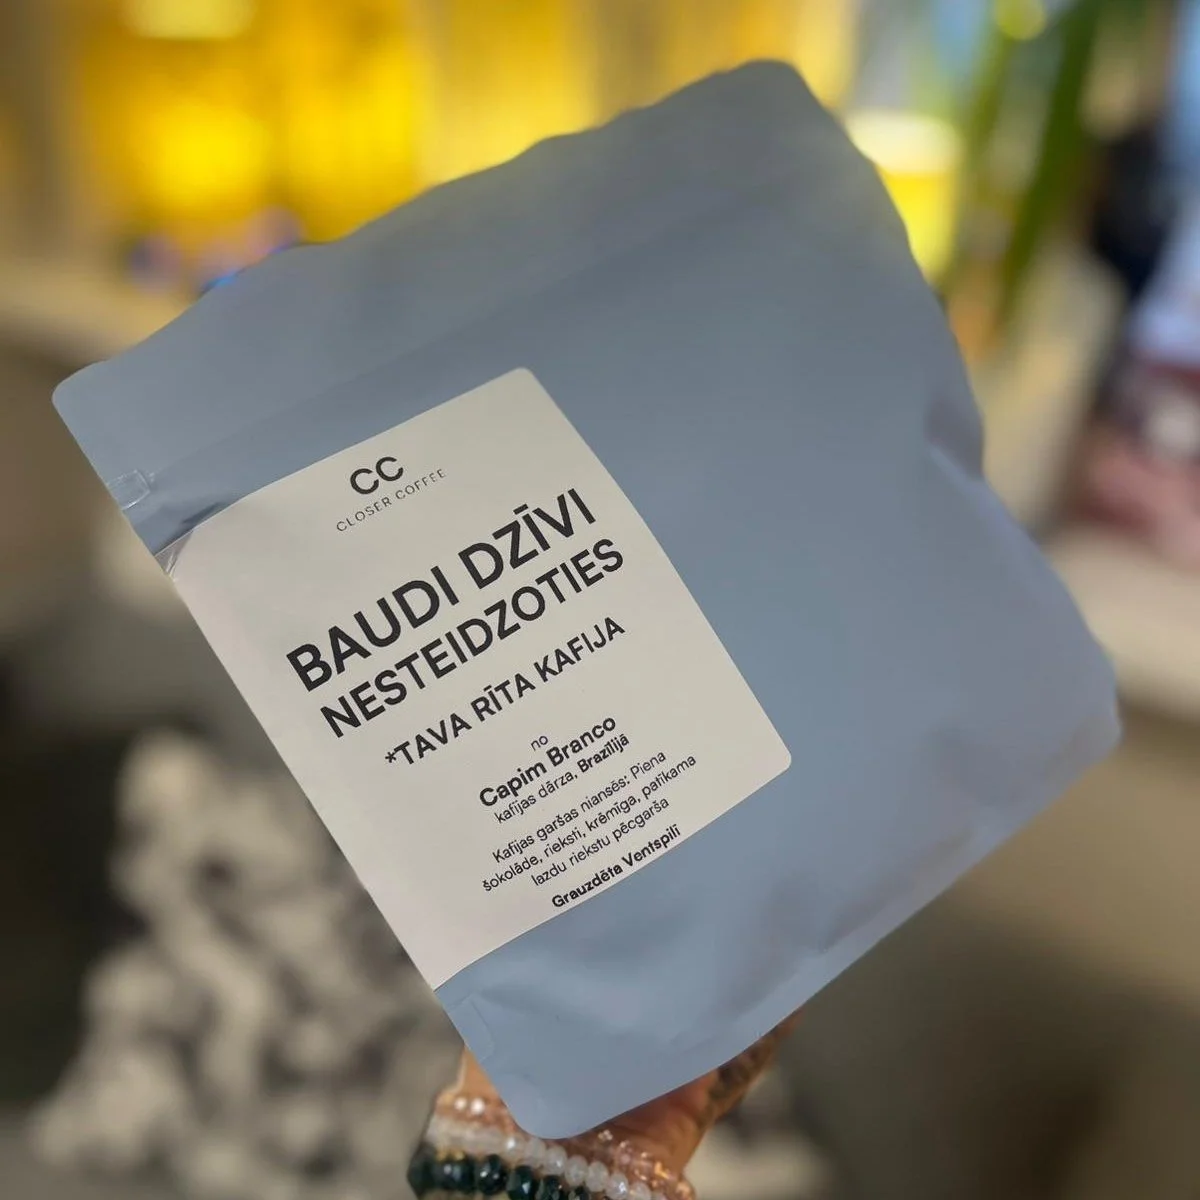 CC
CLOSER COFFEE
BAUDI DZĪVI
NESTEIDZOTIES
*TAVA RĪTA KAFIJA
no
Capim Branco
kafijas dārza, Brazīlijā
Kafijas garšas niansēs: Piena
šokolāde, rieksti, krēmīga, patīkama
lazdu riekstu pēcgarša
Grauzdēta Ventspilī